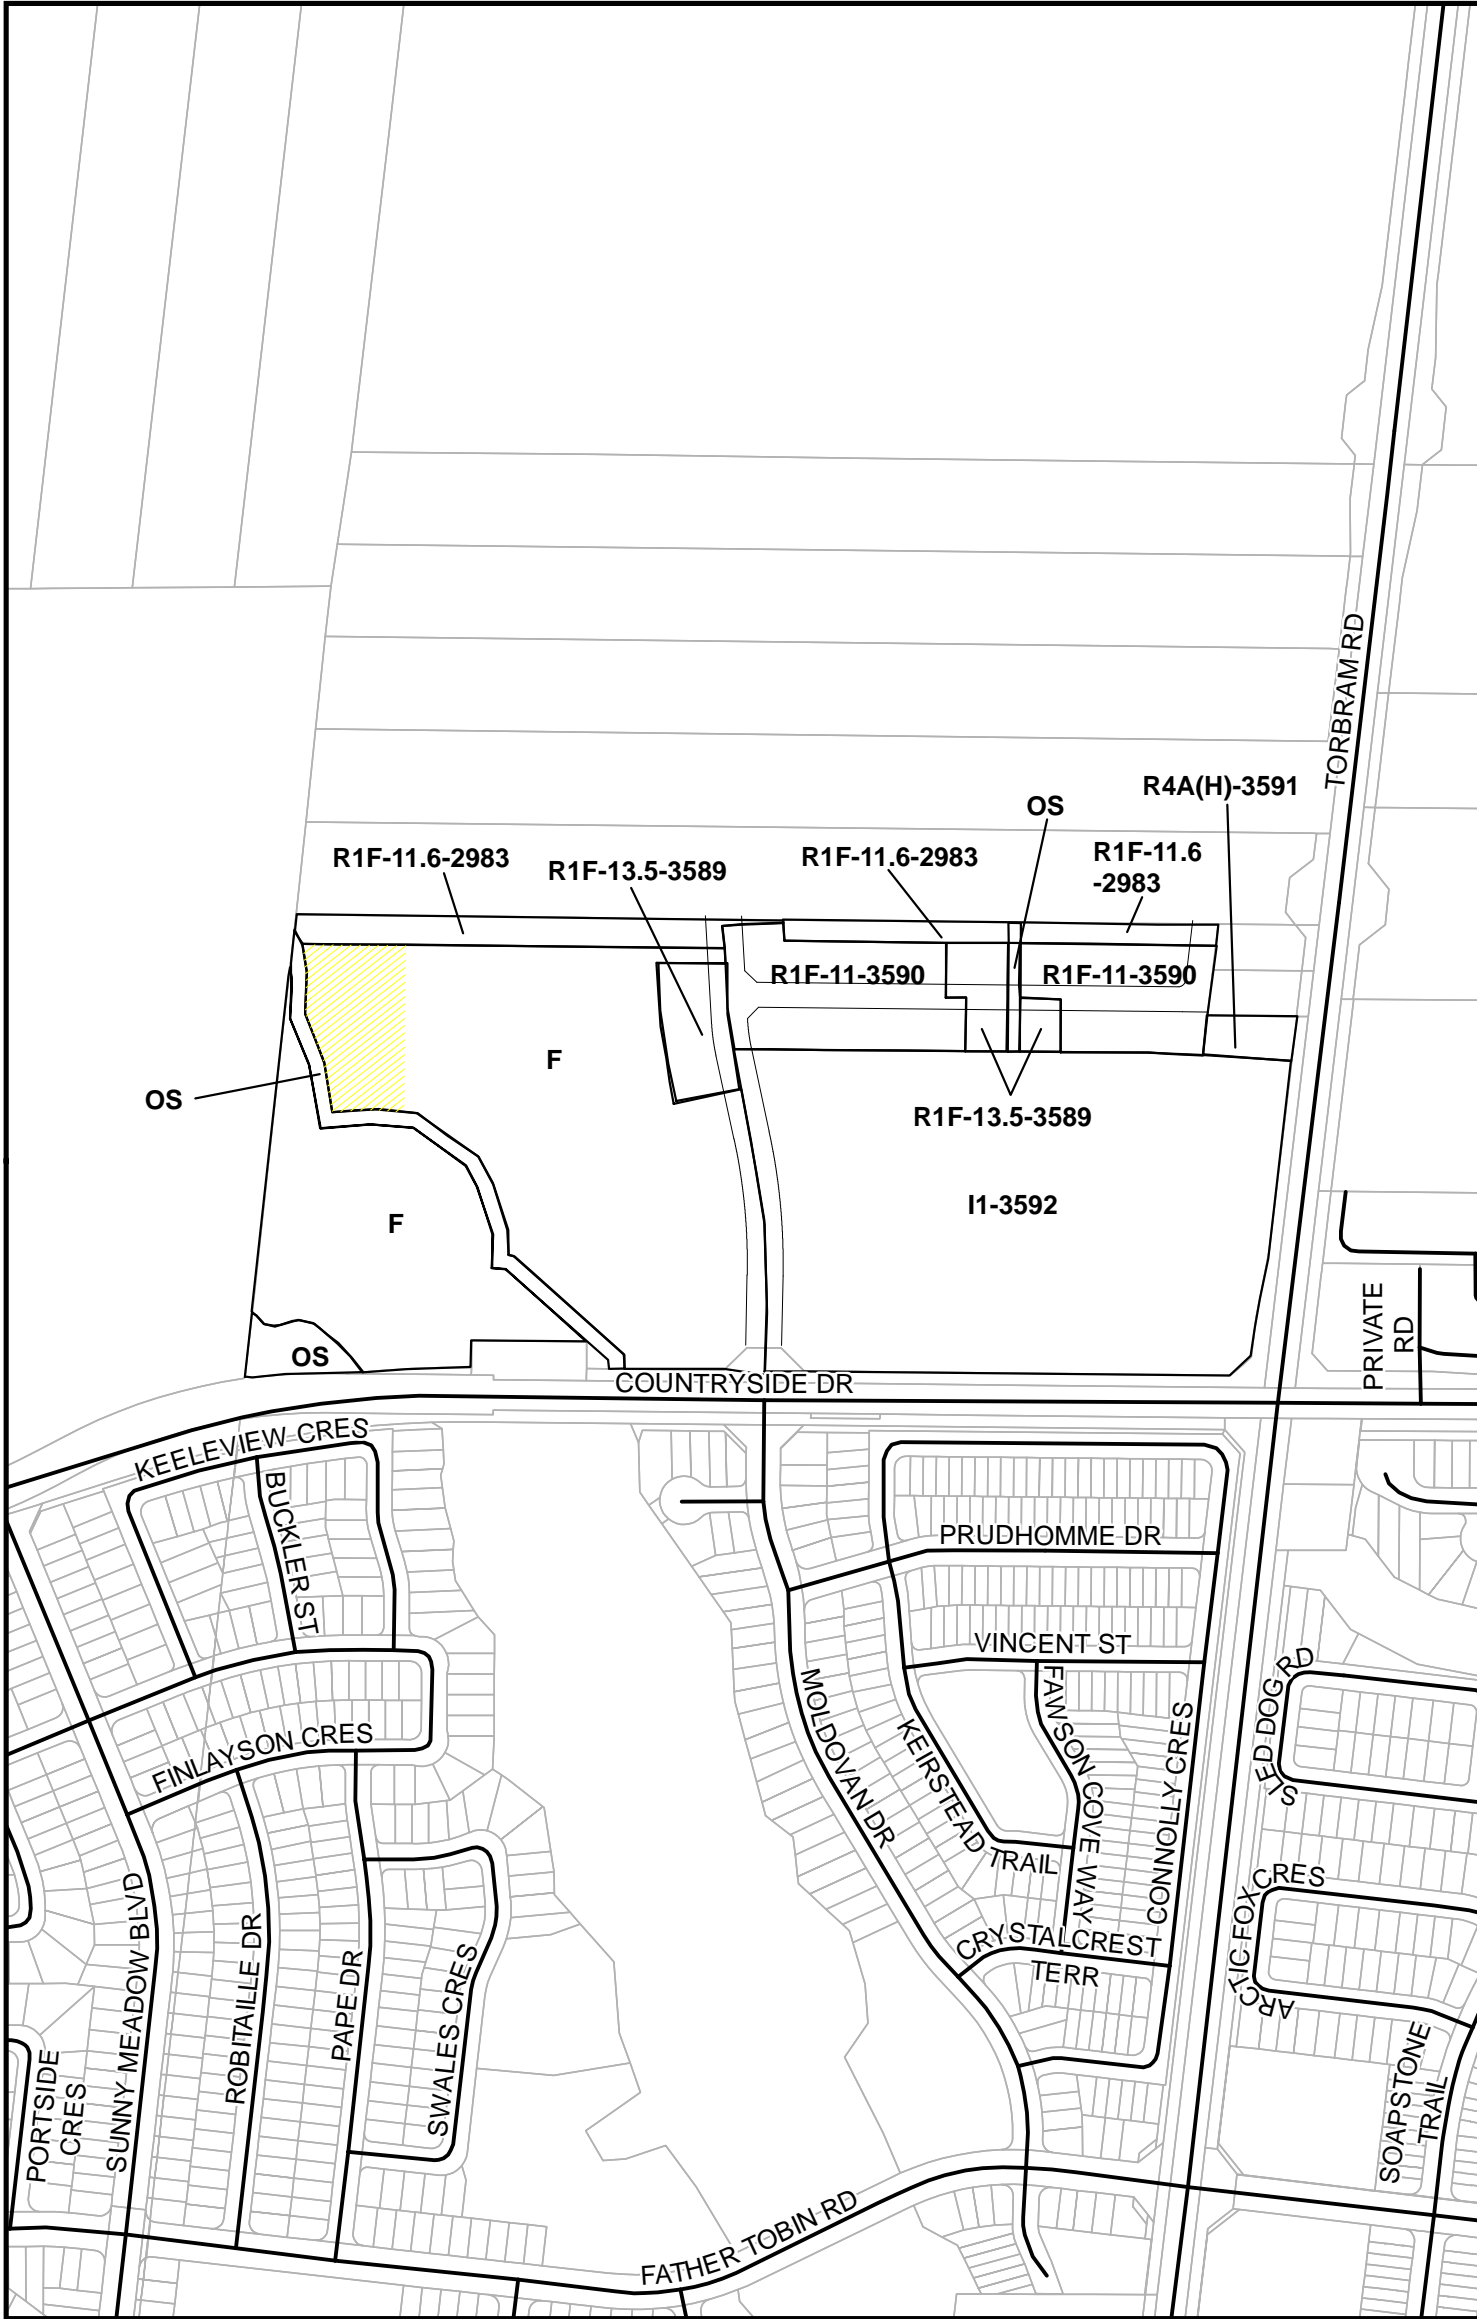 TORBRAM RD
R4A(H)-3591
OS
R1F-11.6-2983
R1F-13.5-3589
R1F-11.6-2983
R1F-11.6
-2983
R1F-11-3590
R1F-11-3590
F
OS
R1F-13.5-3589
I1-3592
F
OS
PRIVATE
RD
COUNTRYSIDE DR
KEELEVIEW CRES
BUCKLER ST
PRUDHOMME DR
VINCENT ST
FINLAYSON CRES
MOLDOVAN DR
KEIRSTEAD TRAIL
FAWSON COVE WAY
CONNOLLY CRES
SLED DOG RD
SUNNY MEADOW BLVD
ROBITAILLE DR
PAPE DR
SWALES CRES
CRYSTALCREST
TERR
ARCTIC FOX CRES
PORTSIDE
CRES
SOAPSTONE
TRAIL
FATHER TOBIN RD